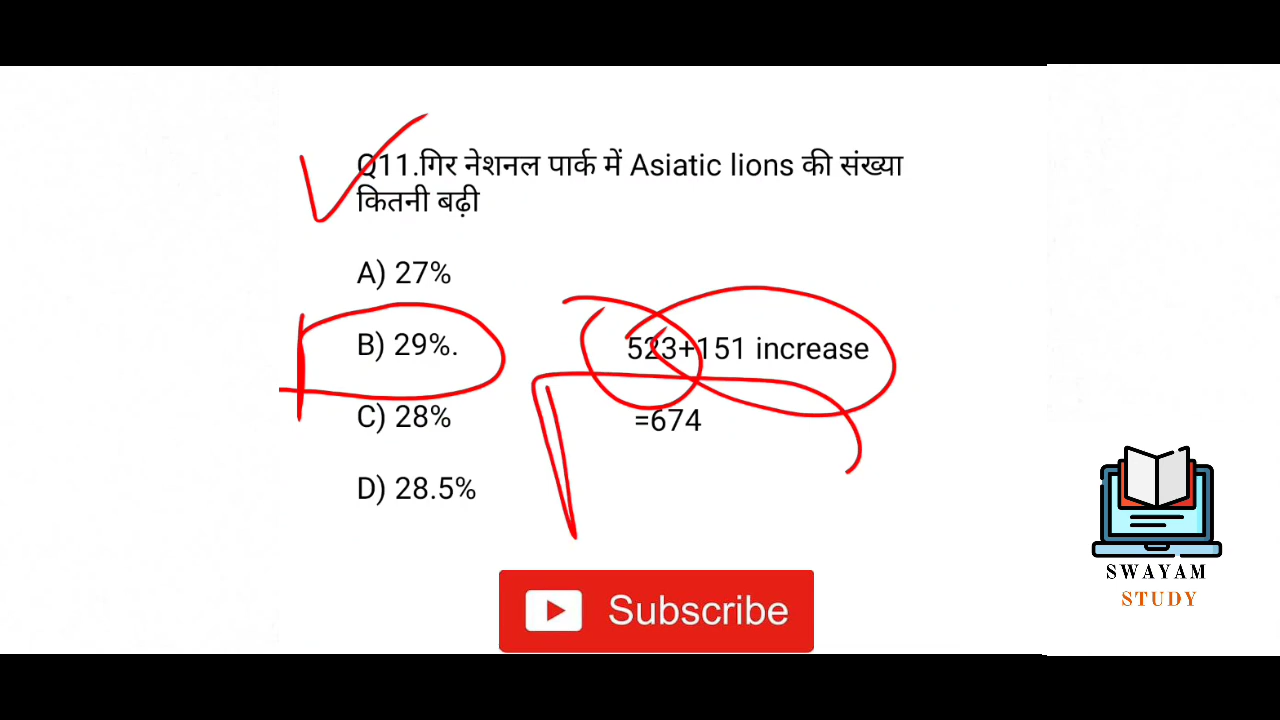 Q11.गिर नेशनल पार्क में Asiatic lions की संख्या
कितनी बढ़ी
A) 27%
B) 29%.
523+151 increase
C) 28%
=674
D) 28.5%
Subscribe
SWAYAM
STUDY